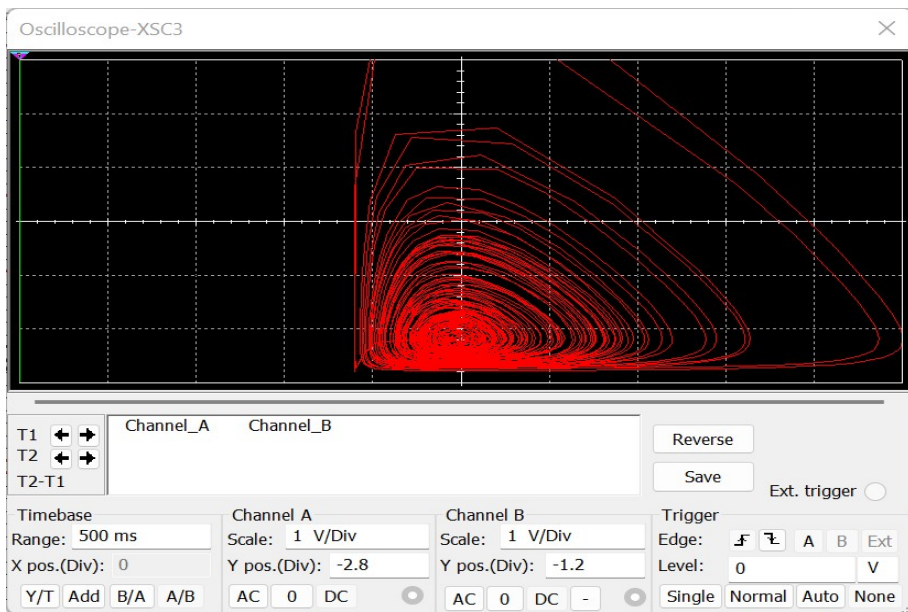 Oscilloscope-XSC3
Channel_A Channel_B
T1
T2
T2-T1
Reverse
Save
Ext. trigger
Timebase Channel A Channel B Trigger
Range: 500 ms Scale: 1 V/Div Scale: 1 V/Div Edge: A B Ext
X pos.(Div): 0 Y pos.(Div): -2.8 Y pos.(Div): -1.2 Level: 0 V
Y/T Add B/A A/B AC 0 DC AC 0 DC - Single Normal Auto None